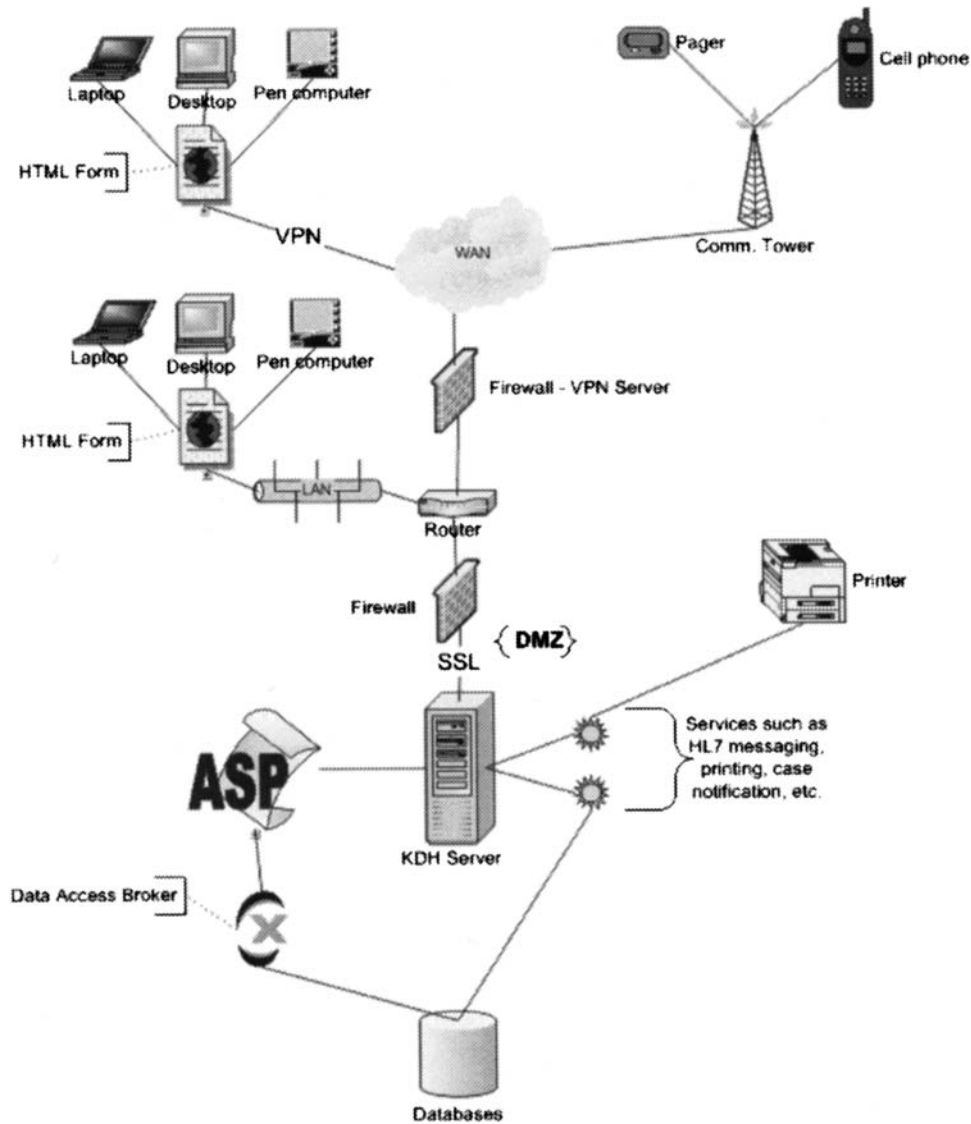 Pager
Cell phone
Laptop
Desktop
Pen computer
HTML Form
VPN
WAN
Comm. Tower
Laptop
Desktop
Pen computer
Firewall - VPN Server
HTML Form
LAN
Router
Printer
Firewall
{DMZ}
SSL
Services such as
HL7 messaging,
printing, case
notification, etc.
ASP
KDH Server
Data Access Broker
X
Databases